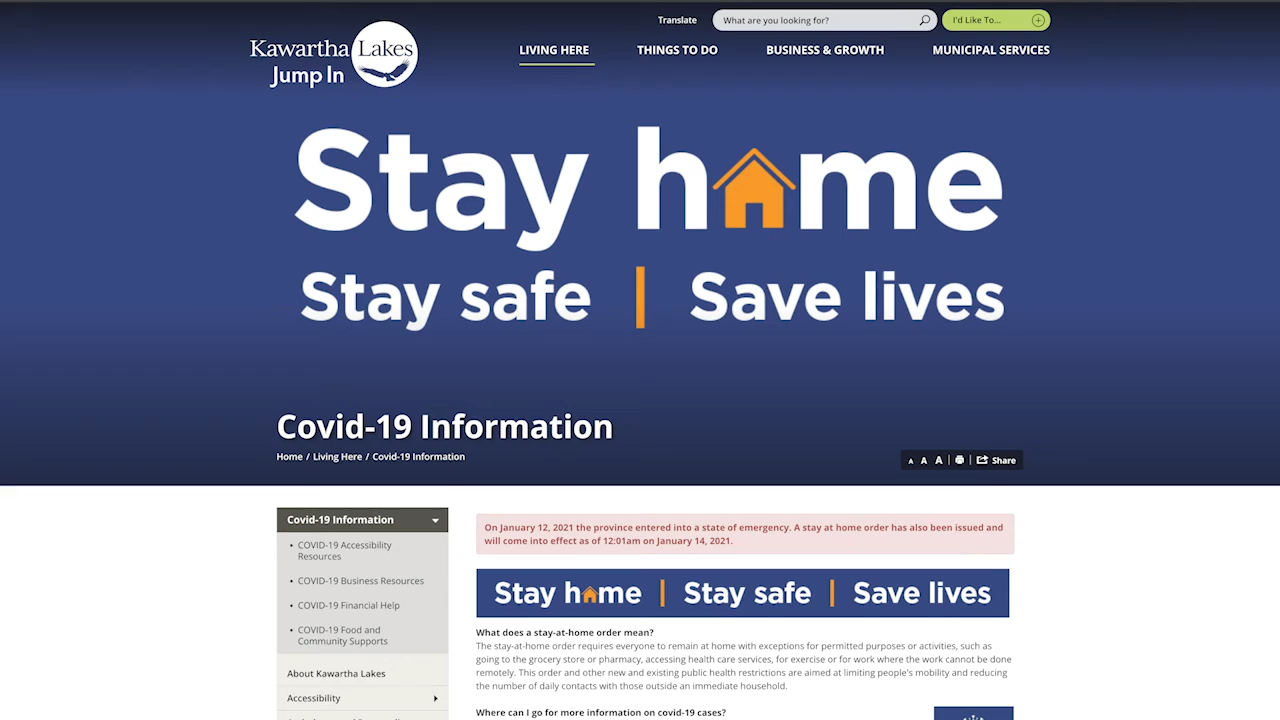 Translate
What are you looking for?
I'd Like To...
Kawartha Lakes
Jump In
LIVING HERE
THINGS TO DO
BUSINESS & GROWTH
MUNICIPAL SERVICES
Stay home
Stay safe | Save lives
Covid-19 Information
Home / Living Here / Covid-19 Information
A A A | | Share
Covid-19 Information
• COVID-19 Accessibility
Resources
• COVID-19 Business Resources
• COVID-19 Financial Help
• COVID-19 Food and
Community Supports
About Kawartha Lakes
Accessibility
On January 12, 2021 the province entered into a state of emergency. A stay at home order has also been issued and
will come into effect as of 12:01am on January 14, 2021.
Stay home | Stay safe | Save lives
What does a stay-at-home order mean?
The stay-at-home order requires everyone to remain at home with exceptions for permitted purposes or activities, such as
going to the grocery store or pharmacy, accessing health care services, for exercise or for work where the work cannot be done
remotely. This order and other new and existing public health restrictions are aimed at limiting people's mobility and reducing
the number of daily contacts with those outside an immediate household.
Where can I go for more information on covid-19 cases?